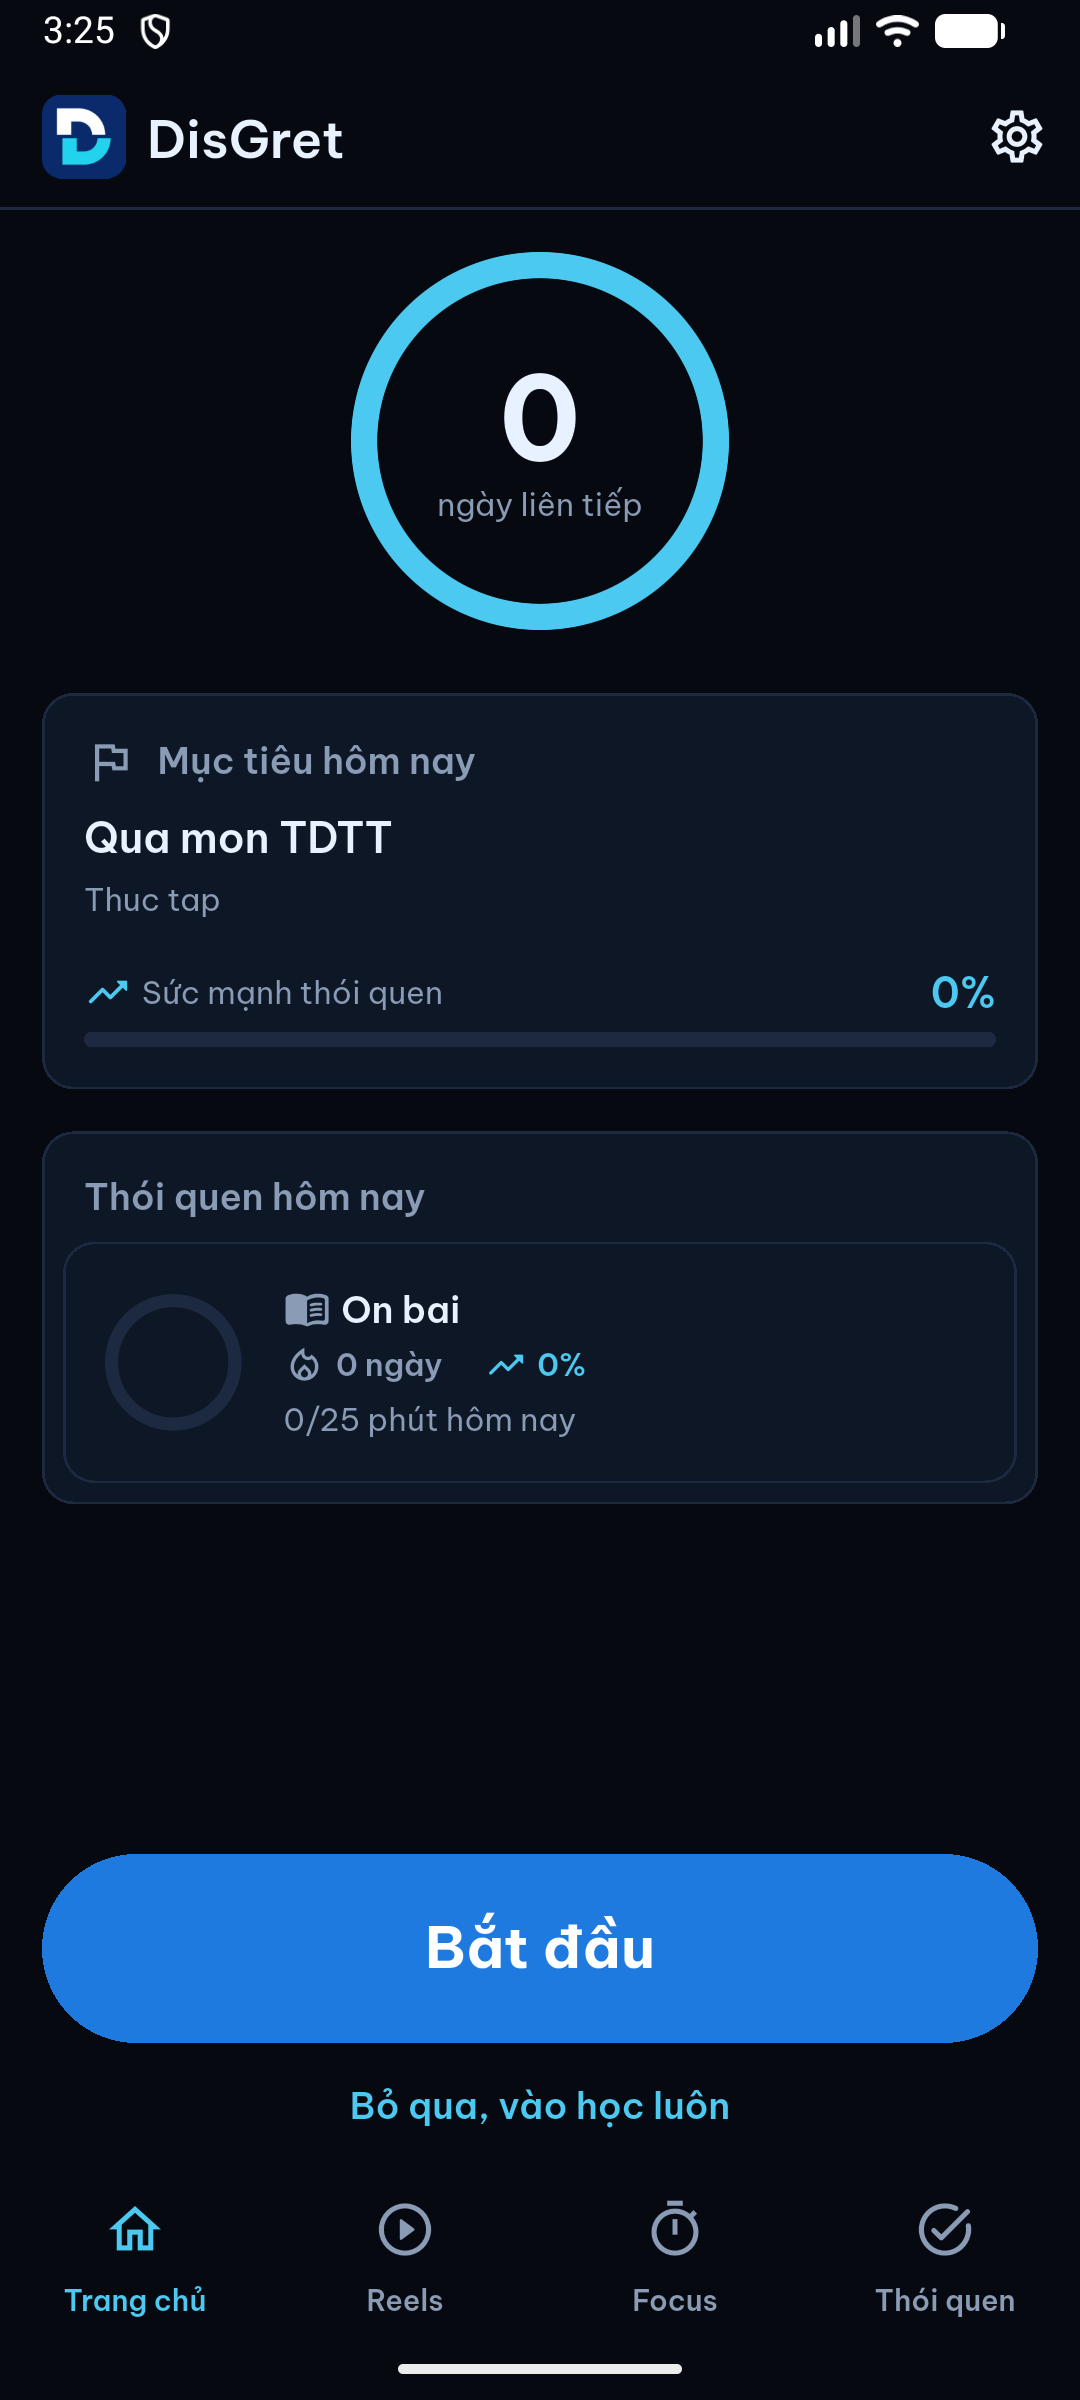 3:25
DisGret
0
ngày liên tiếp
Mục tiêu hôm nay
Qua mon TDTT
Thuc tap
Sức mạnh thói quen 0%
Thói quen hôm nay
On bai
0 ngày 0%
0/25 phút hôm nay
Bắt đầu
Bỏ qua, vào học luôn
Trang chủ Reels Focus Thói quen